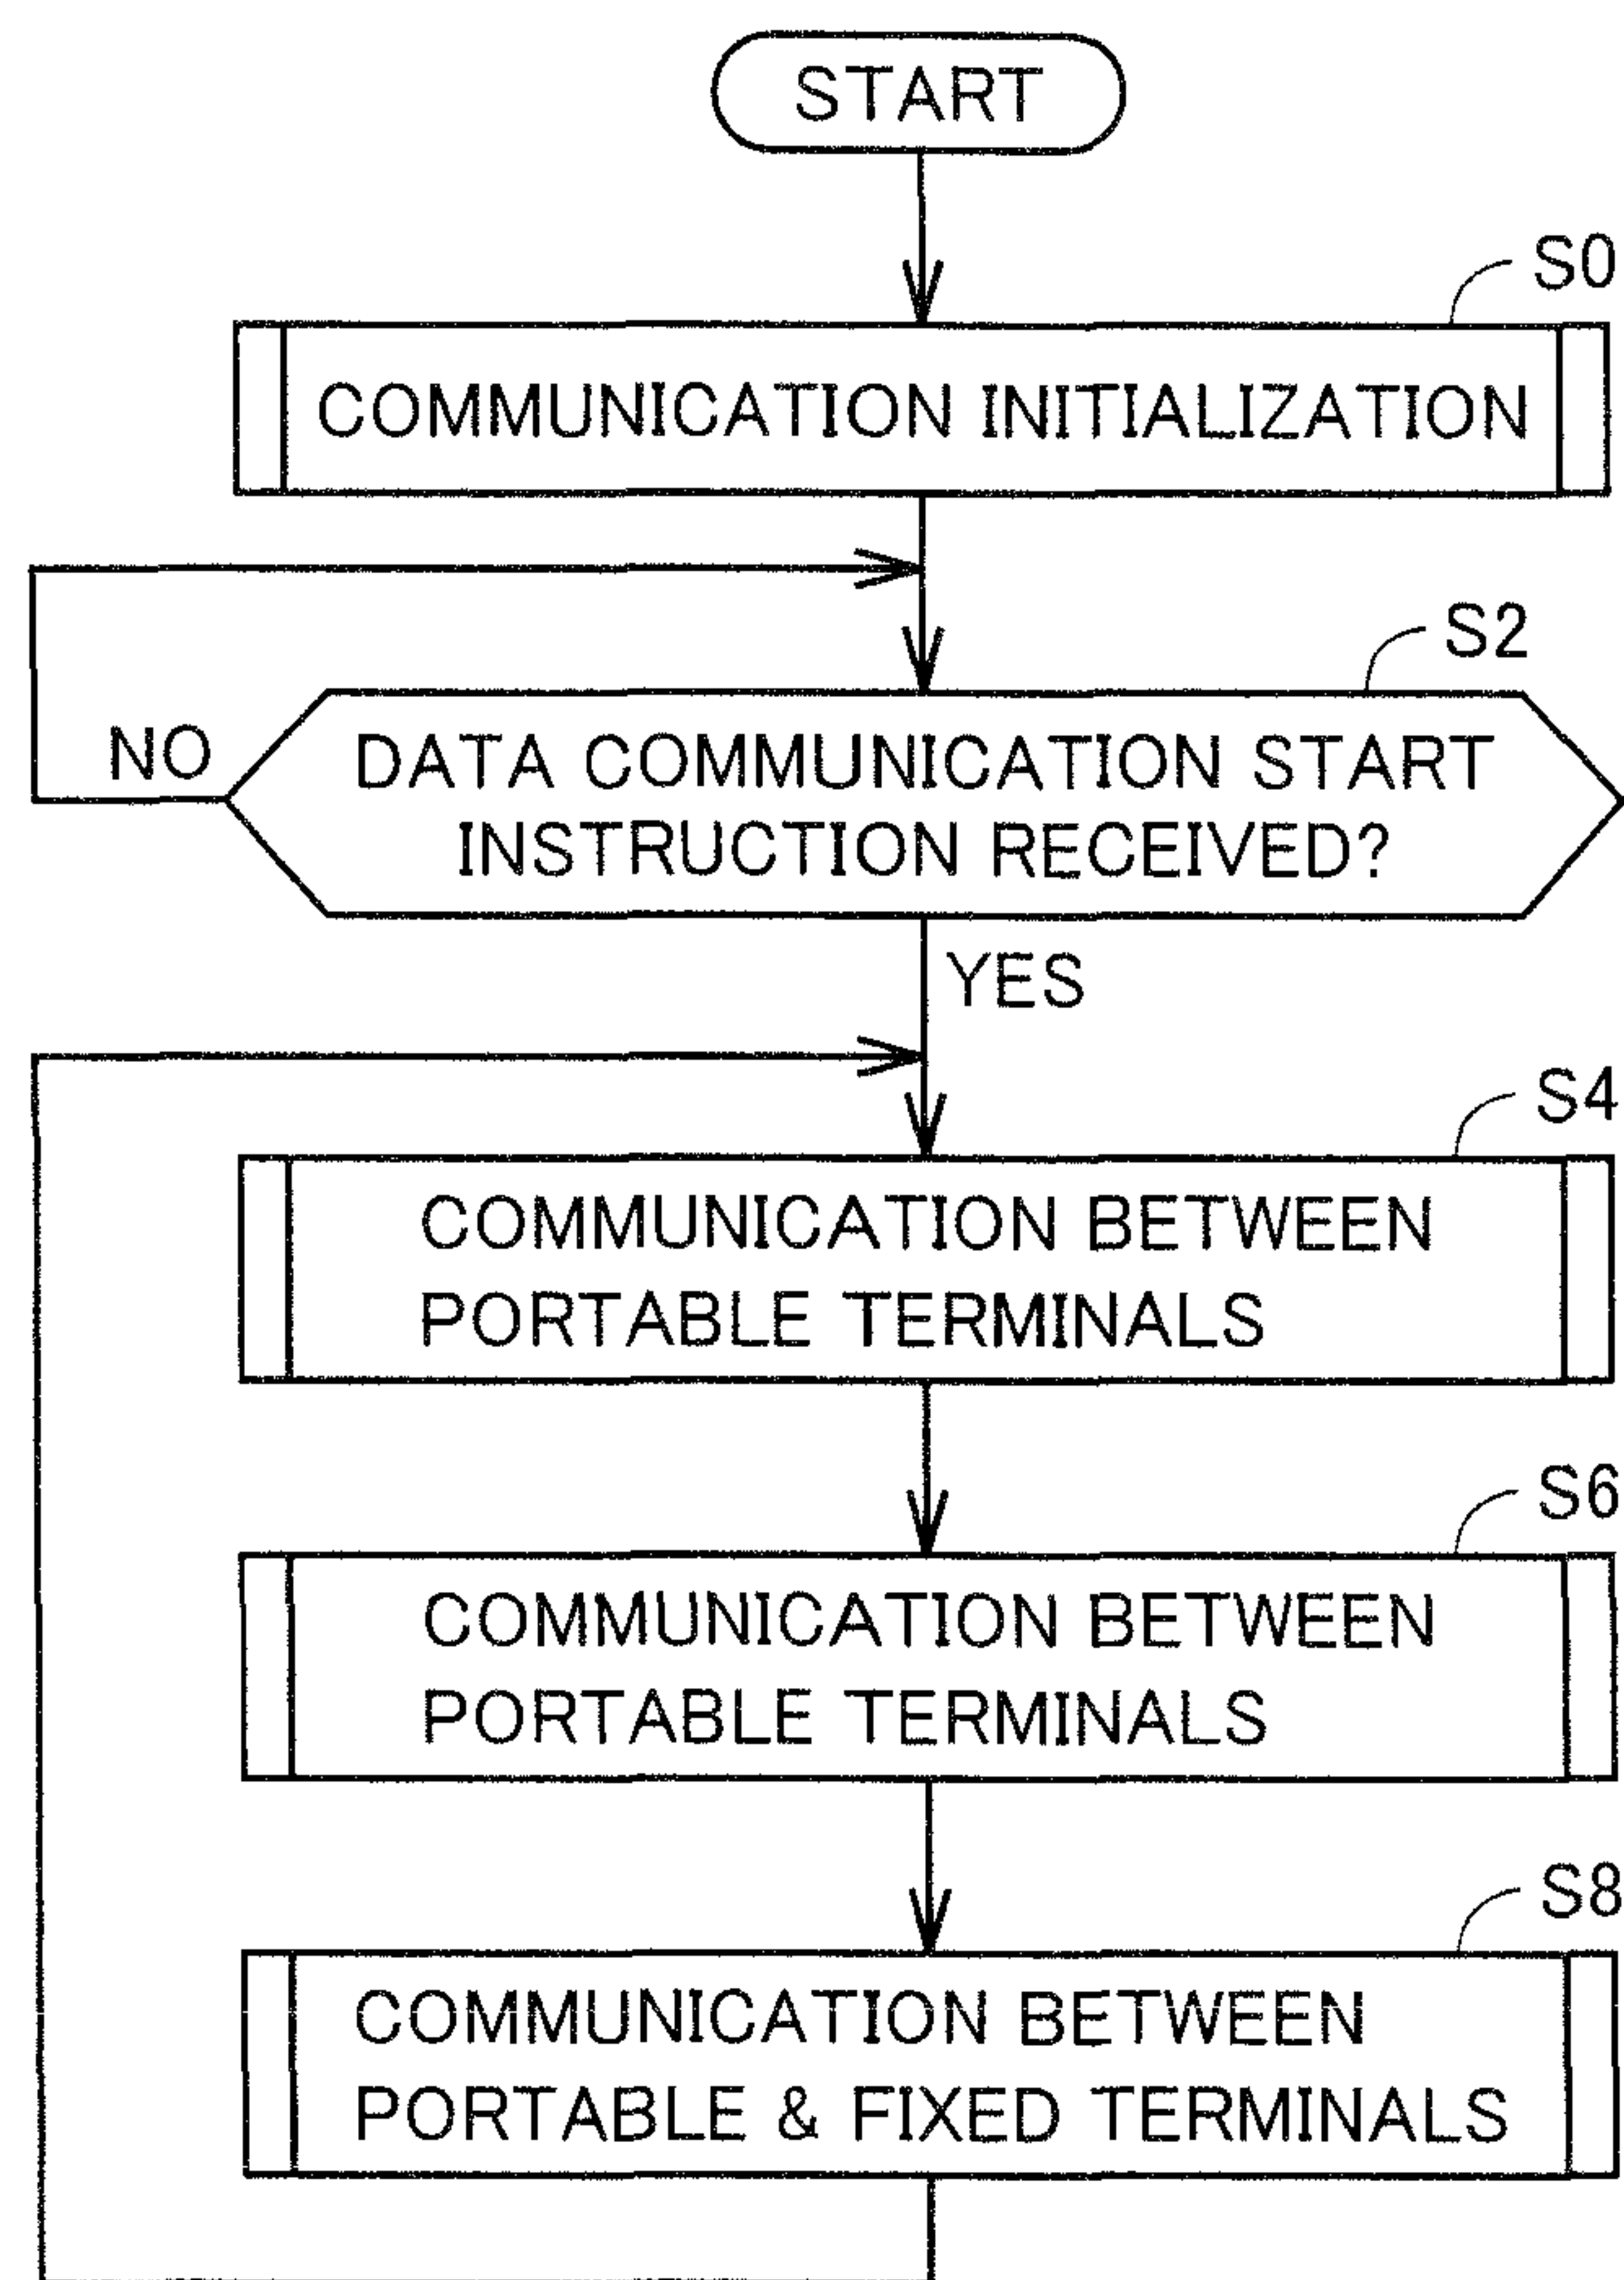 START
S0
COMMUNICATION INITIALIZATION
S2
NO
DATA COMMUNICATION START
INSTRUCTION RECEIVED?
YES
S4
COMMUNICATION BETWEEN
PORTABLE TERMINALS
S6
COMMUNICATION BETWEEN
PORTABLE TERMINALS
S8
COMMUNICATION BETWEEN
PORTABLE & FIXED TERMINALS